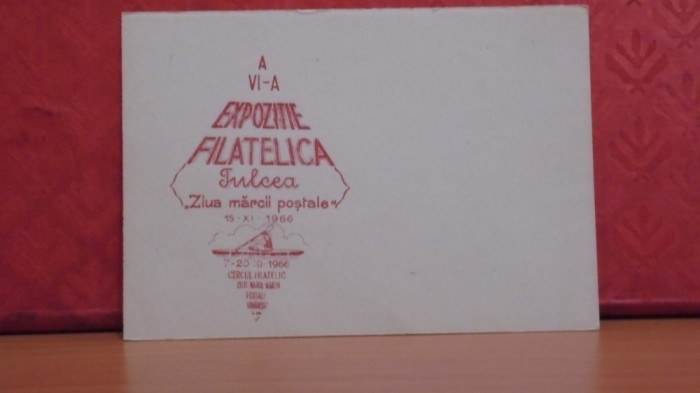 A
VI-A
EXPOZITIE
FILATELICA
Tulcea
„Ziua mărcii poștale"
15-XI-1966
7-20 XI-1966
CERCUL FILATELIC